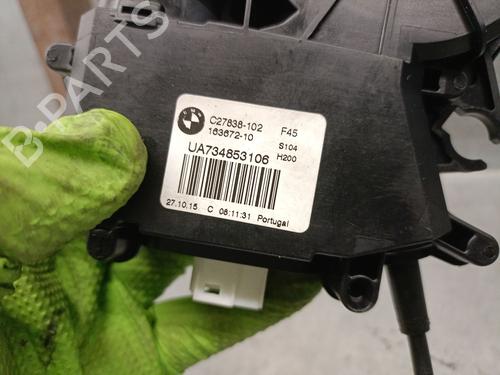 B-PARTS
C27838-102 F45
163672-10 S104
UA734853106 H200
27.10.15 C 08:11:31 Portugal